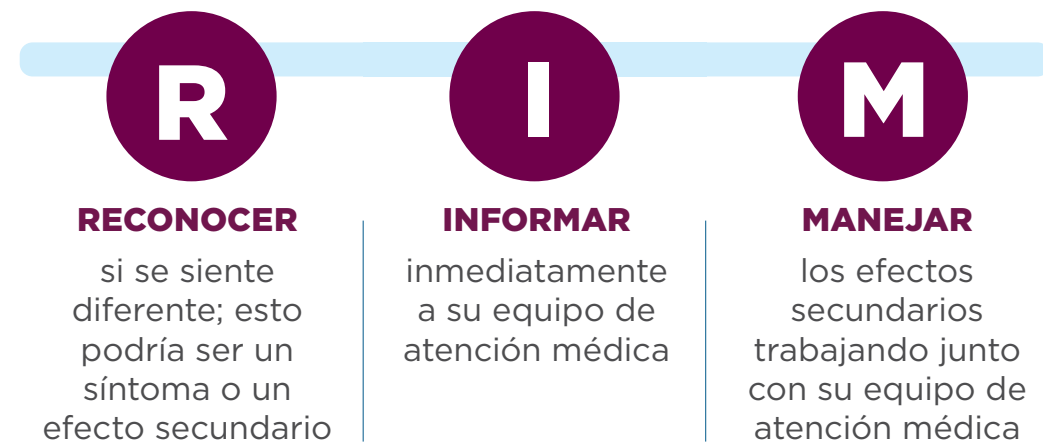 R
RECONOCER
si se siente
diferente; esto
podría ser un
síntoma o un
efecto secundario
I
INFORMAR
inmediatamente
a su equipo de
atención médica
M
MANEJAR
los efectos
secundarios
trabajando junto
con su equipo de
atención médica